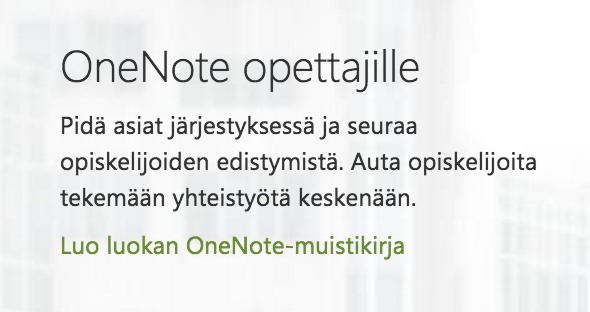 OneNote opettajille
Pidä asiat järjestyksessä ja seuraa
opiskelijoiden edistymistä. Auta opiskelijoita
tekemään yhteistyötä keskenään.
Luo luokan OneNote-muistikirja